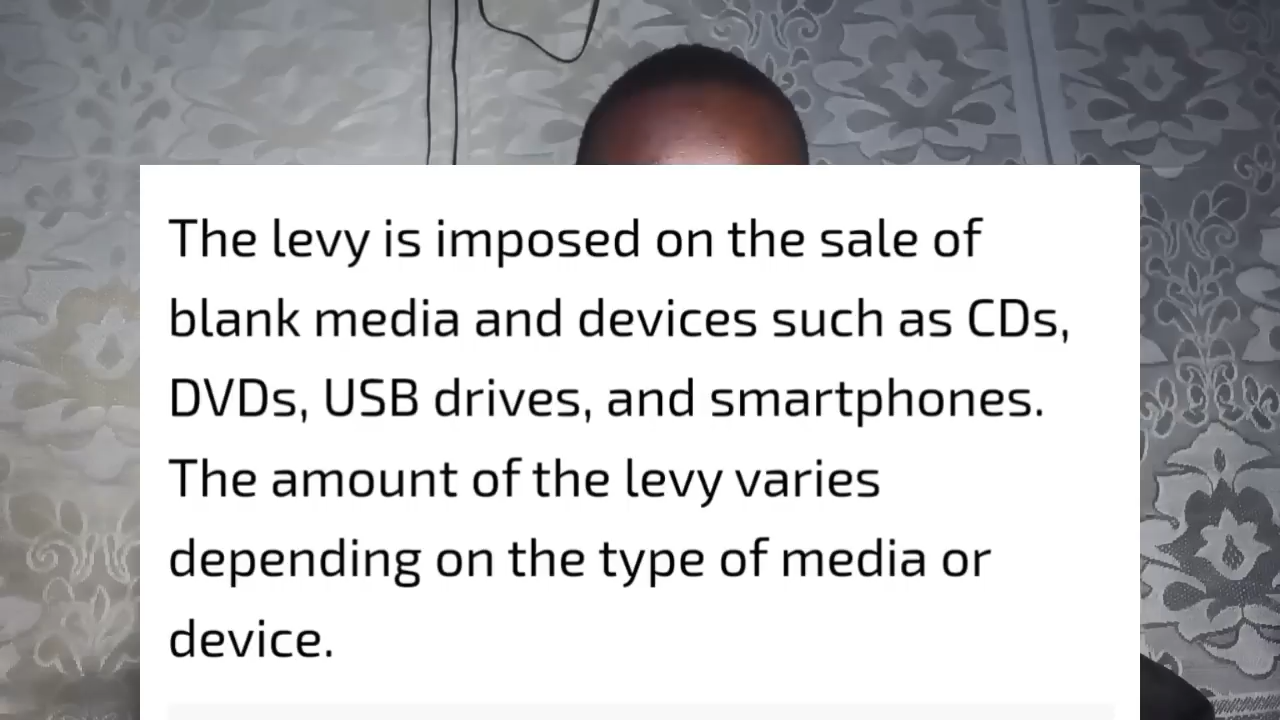 The levy is imposed on the sale of
blank media and devices such as CDs,
DVDs, USB drives, and smartphones.
The amount of the levy varies
depending on the type of media or
device.